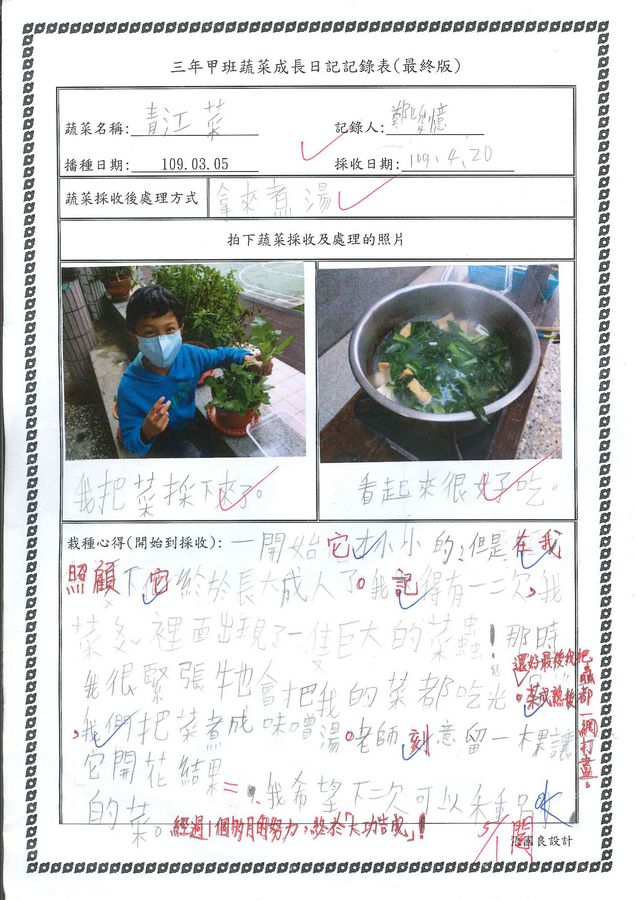 三年甲班蔬菜成長日記記錄表(最終版)
蔬菜名稱: 青江菜 記錄人: 鄭 憶
播種日期: 109.03.05 採收日期: 109.4.20
蔬菜採收後處理方式 拿來煮湯
拍下蔬菜採收及處理的照片
我把菜採下來了。 看起來很好吃。
栽種心得(開始到採收): 一開始它小小的,但是在我
照顧下它終於長大成人了。我記得有一次,我
菜 裡面出現了一隻巨大的菜蟲!那時
我很緊張牠會把我的菜都吃光
還好最後我把蟲都一網打盡。
。菜成熟後
,我們把菜煮成味噌湯。老師刻意留一棵讓
它開花結果 我希望下次可以種
的菜。經過1個多月的努力,終於「大功告成」!
5/1 閱
張國良設計